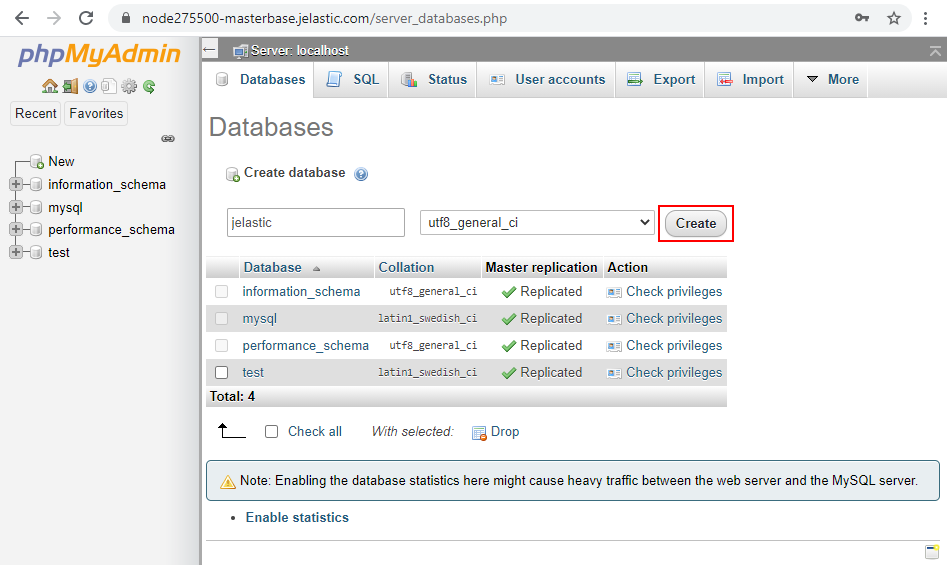 node275500-masterbase.jelastic.com/server_databases.php
phpMyAdmin
Recent Favorites
New
information_schema
mysql
performance_schema
test
Server: localhost
Databases SQL Status User accounts Export Import More
Databases
Create database
jelastic utf8_general_ci Create
Database Collation Master replication Action
information_schema utf8_general_ci Replicated Check privileges
mysql latin1_swedish_ci Replicated Check privileges
performance_schema utf8_general_ci Replicated Check privileges
test latin1_swedish_ci Replicated Check privileges
Total: 4
Check all With selected: Drop
Note: Enabling the database statistics here might cause heavy traffic between the web server and the MySQL server.
Enable statistics